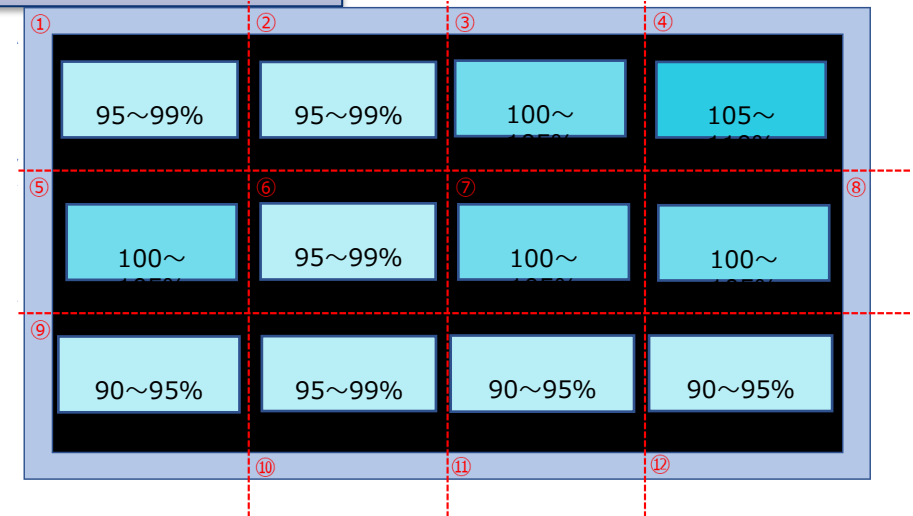 ① ② ③ ④
95～99% 95～99% 100～ 105～
⑤ ⑥ ⑦ ⑧
100～ 95～99% 100～ 100～
⑨
90～95% 95～99% 90～95% 90～95%
⑩ ⑪ ⑫